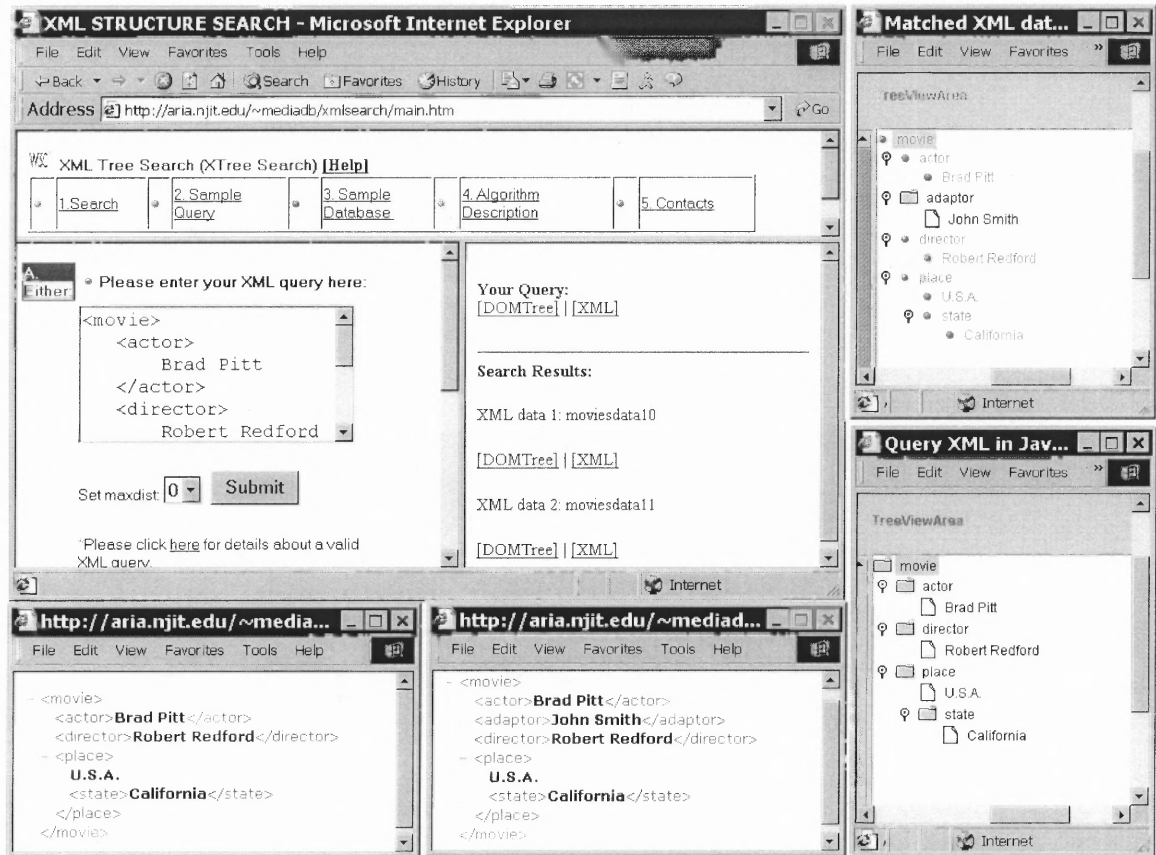 XML STRUCTURE SEARCH - Microsoft Internet Explorer
File Edit View Favorites Tools Help
Back Search Favorites History
Address http://aria.njit.edu/~mediadb/xmlsearch/main.htm Go
XML Tree Search (XTree Search) [Help]
1.Search
2. Sample Query
3. Sample Database
4. Algorithm Description
5. Contacts
A.
Either
Please enter your XML query here:
<movie>
<actor>
Brad Pitt
</actor>
<director>
Robert Redford
Set maxdist: 0 Submit
*Please click here for details about a valid
XML query.
Your Query:
[DOMTree] | [XML]
Search Results:
XML data 1: moviesdata10
[DOMTree] | [XML]
XML data 2: moviesdata11
[DOMTree] | [XML]
Internet
Matched XML dat...
File Edit View Favorites »
reeViewArea
movie
actor
Brad Pitt
adaptor
John Smith
director
Robert Redford
place
U.S.A.
state
California
Internet
Query XML in Jav...
File Edit View Favorites »
TreeViewArea
movie
actor
Brad Pitt
director
Robert Redford
place
U.S.A.
state
California
Internet
http://aria.njit.edu/~media...
File Edit View Favorites Tools Help
- <movie>
<actor>Brad Pitt</actor>
<director>Robert Redford</director>
- <place>
U.S.A.
<state>California</state>
</place>
</movie>
http://aria.njit.edu/~mediad...
File Edit View Favorites Tools Help
- <movie>
<actor>Brad Pitt</actor>
<adaptor>John Smith</adaptor>
<director>Robert Redford</director>
- <place>
U.S.A.
<state>California</state>
</place>
</movie>